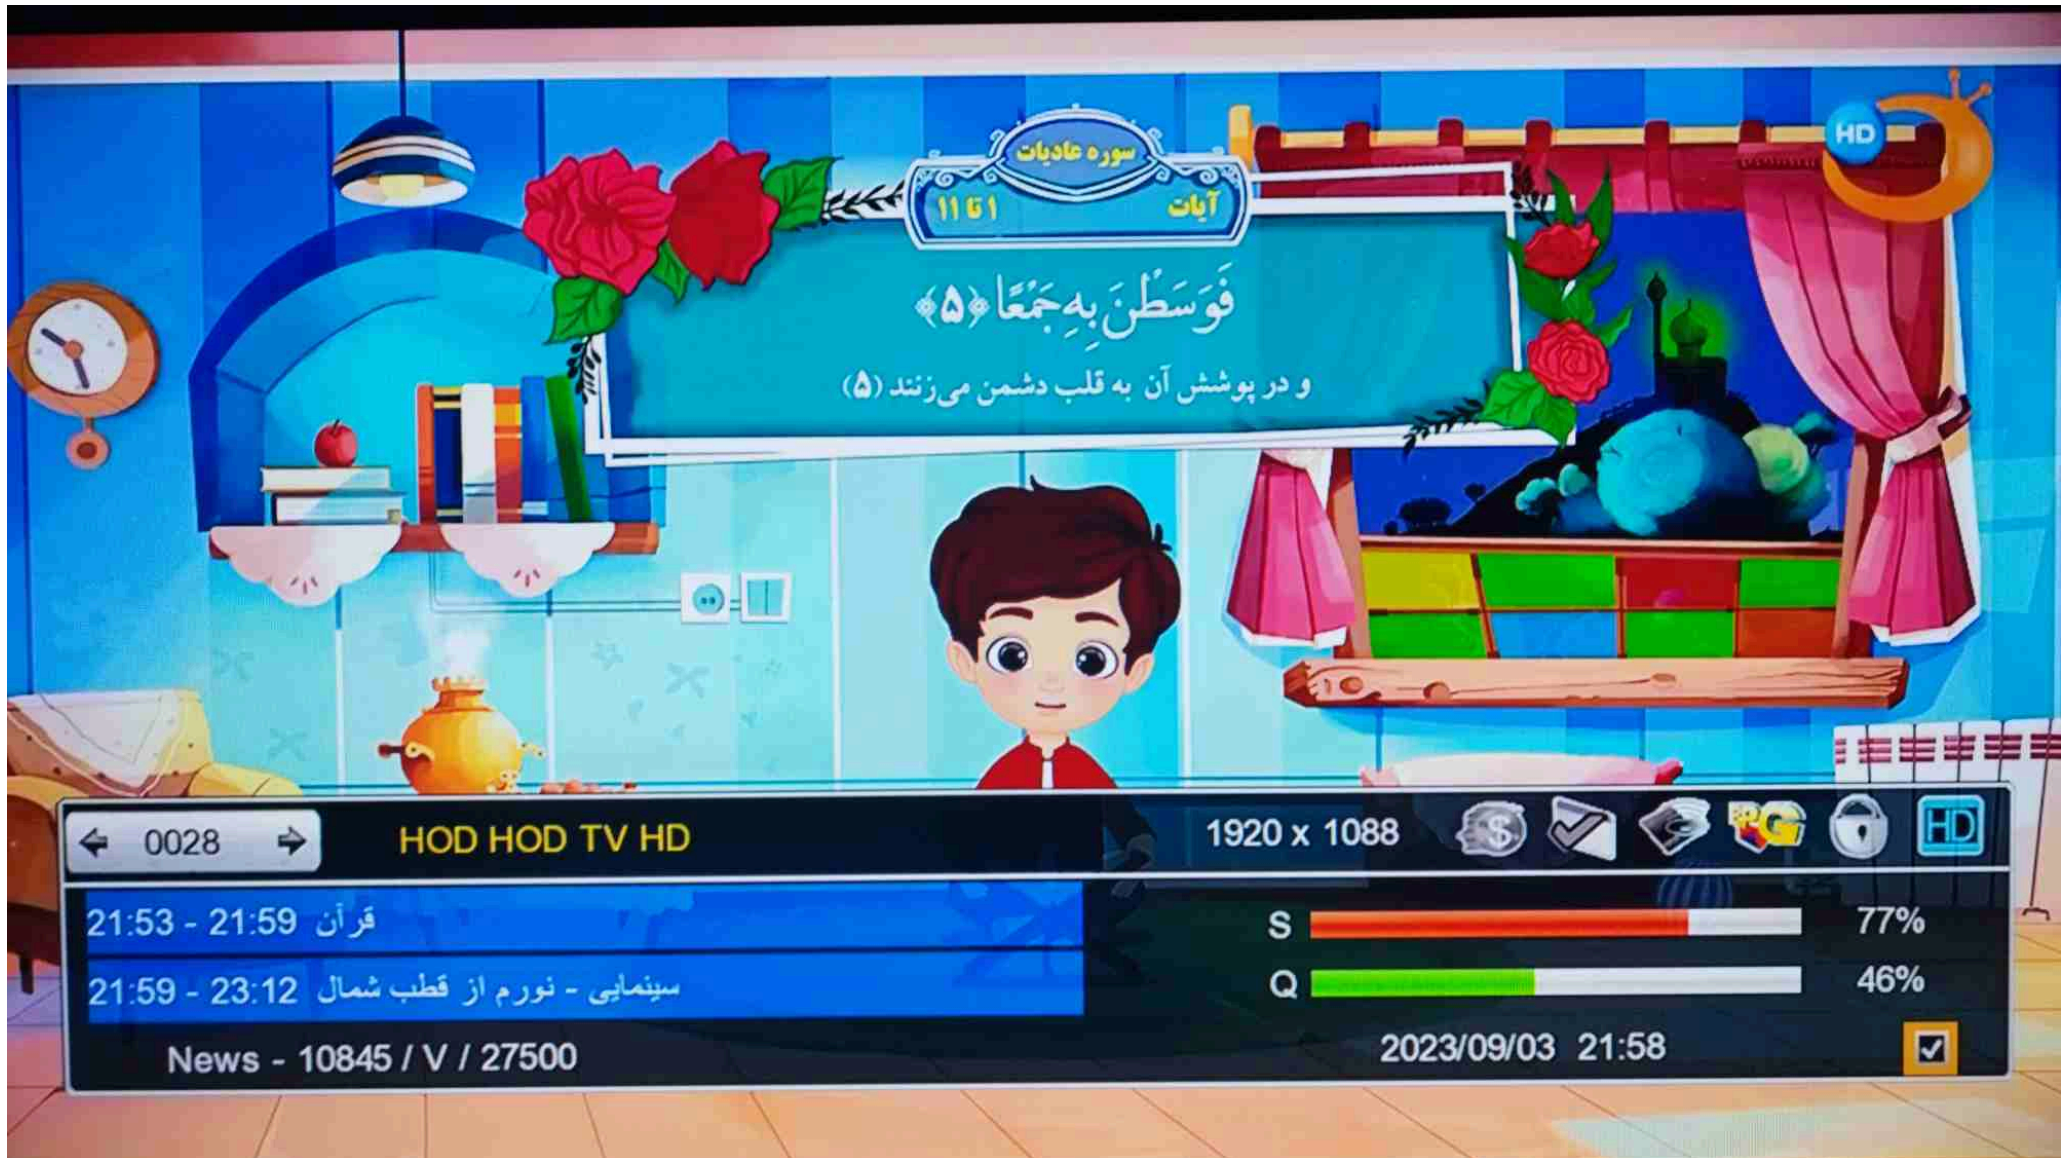 سوره عادیات
آیات ۱ تا ۱۱
HD
فَوَسَطْنَ بِهِ جَمْعًا ﴿۵﴾
و در پوشش آن به قلب دشمن می‌زنند (۵)
0028 HOD HOD TV HD 1920 x 1088 $ EPG HD
21:53 - 21:59 قرآن
S 77%
21:59 - 23:12 سینمایی - نورم از قطب شمال
Q 46%
News - 10845 / V / 27500
2023/09/03 21:58